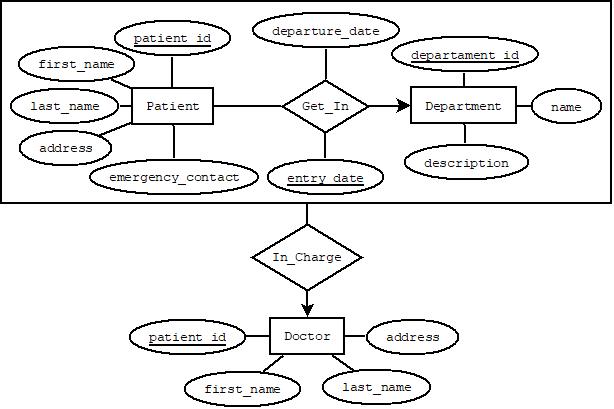 departure_date
patient_id
departament_id
first_name
last_name
Patient
Get_In
Department
name
address
description
emergency_contact
entry_date
In_Charge
patient_id
Doctor
address
first_name
last_name